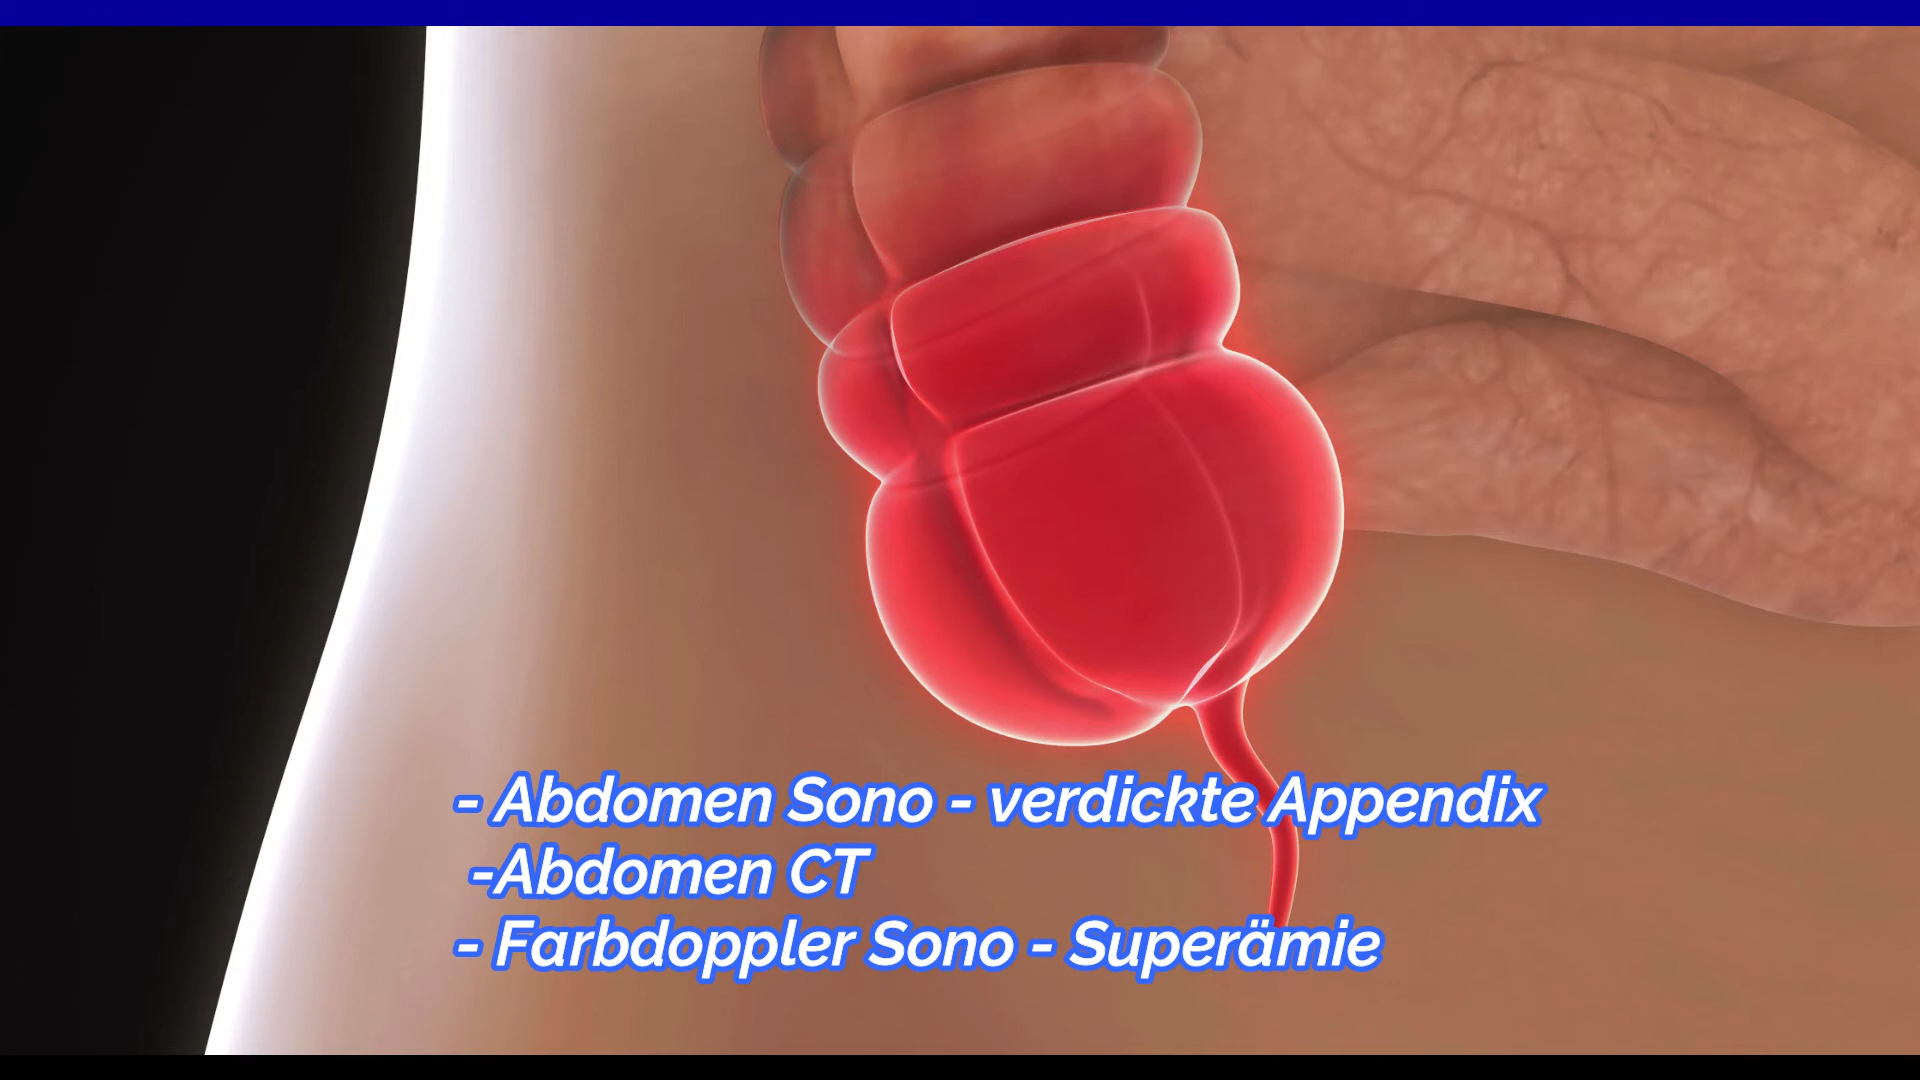 - Abdomen Sono - verdickte Appendix
-Abdomen CT
- Farbdoppler Sono - Superämie